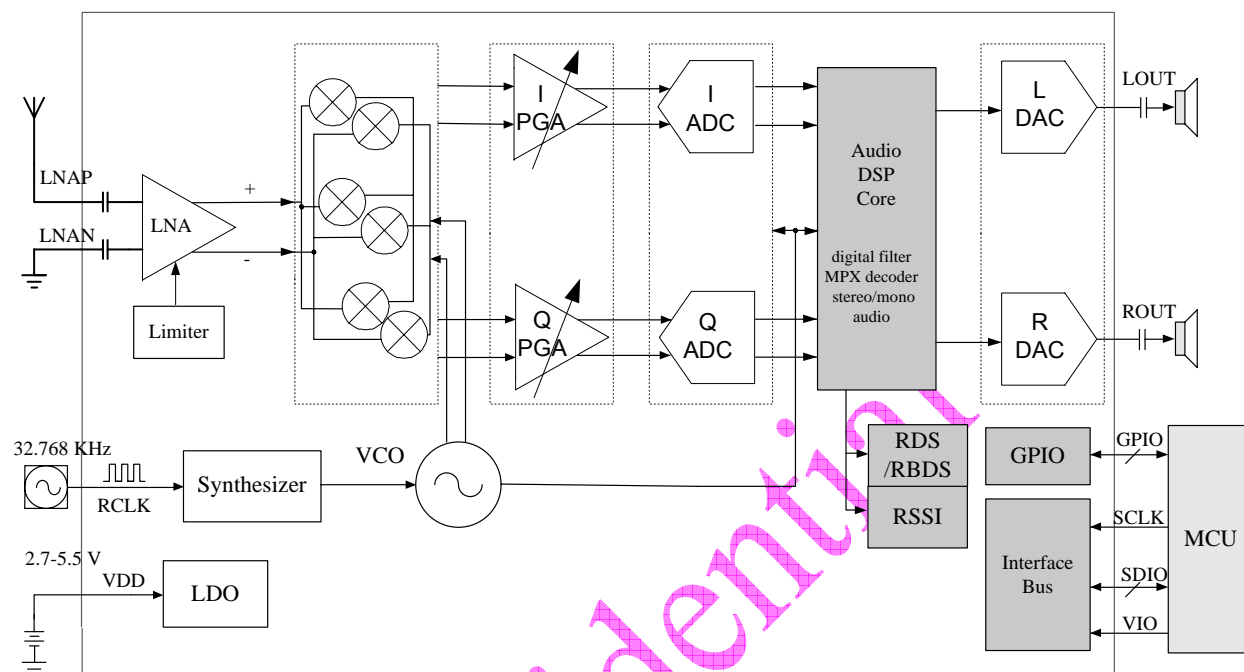 LOUT
I
PGA
I
ADC
L
DAC
LNAP
+
Audio
DSP
Core
LNA
LNAN
-
digital filter
MPX decoder
stereo/mono
audio
Limiter
Q
PGA
Q
ADC
R
DAC
ROUT
32.768 KHz
VCO
RDS
/RBDS
GPIO
GPIO
Synthesizer
RCLK
RSSI
SCLK
MCU
2.7-5.5 V
VDD
LDO
Interface
Bus
SDIO
VIO